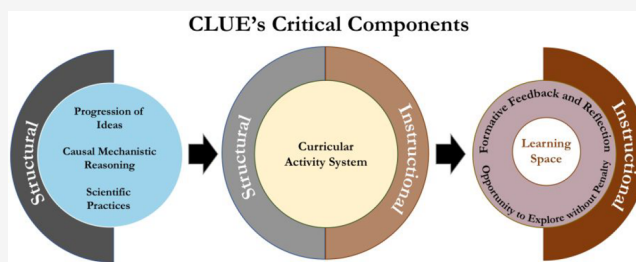 CLUE's Critical Components
Structural
Progression of
Ideas
Causal Mechanistic
Reasoning
Scientific
Practices
Structural
Curricular
Activity System
Instructional
Formative Feedback and Reflection
Learning
Space
Opportunity to Explore without Penalty
Instructional